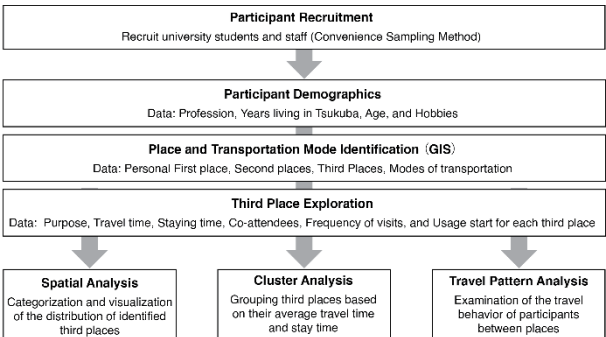 Participant Recruitment
Recruit university students and staff (Convenience Sampling Method)
Participant Demographics
Data: Profession, Years living in Tsukuba, Age, and Hobbies
Place and Transportation Mode Identification (GIS)
Data: Personal First place, Second places, Third Places, Modes of transportation
Third Place Exploration
Data: Purpose, Travel time, Staying time, Co-attendees, Frequency of visits, and Usage start for each third place
Spatial Analysis
Categorization and visualization
of the distribution of identified
third places
Cluster Analysis
Grouping third places based
on their average travel time
and stay time
Travel Pattern Analysis
Examination of the travel
behavior of participants
between places